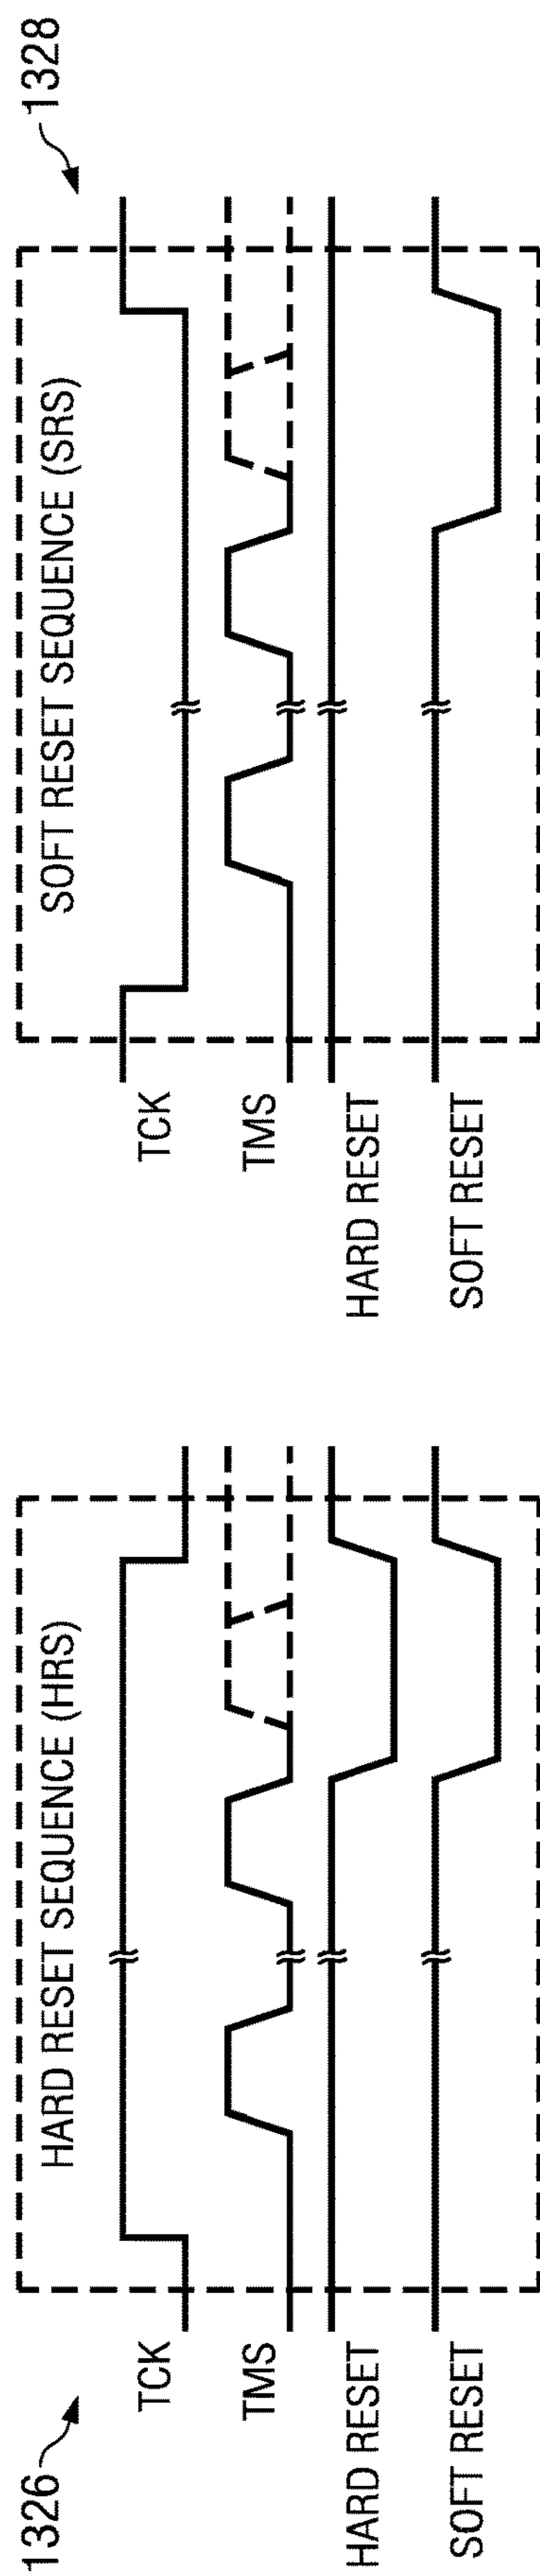 1326
HARD RESET SEQUENCE (HRS)
TCK
TMS
HARD RESET
SOFT RESET
1328
SOFT RESET SEQUENCE (SRS)
TCK
TMS
HARD RESET
SOFT RESET